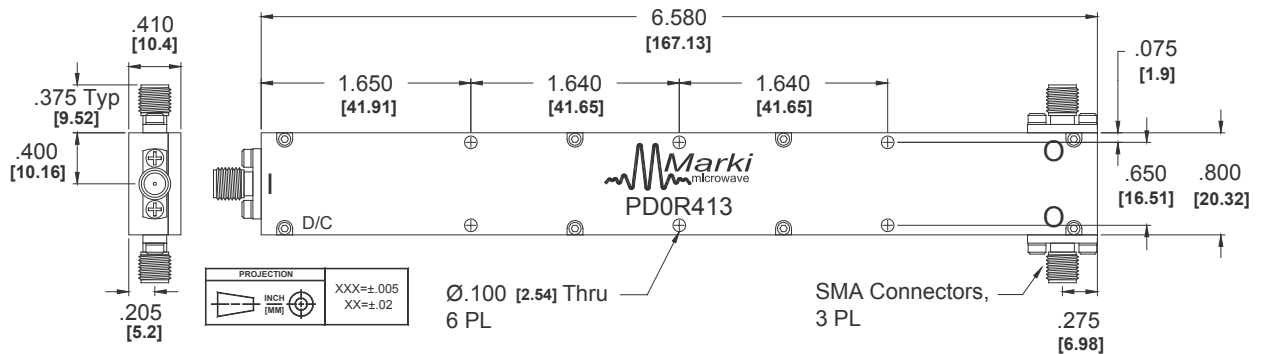 6.580
[167.13]
.410
[10.4]
.075
[1.9]
1.650
[41.91]
1.640
[41.65]
1.640
[41.65]
.375 Typ
[9.52]
.400
[10.16]
O
Marki
microwave
.650
[16.51]
.800
[20.32]
I
PD0R413
O
D/C
PROJECTION
INCH
[MM]
XXX=±.005
XX=±.02
Ø.100 [2.54] Thru
6 PL
SMA Connectors,
3 PL
.205
[5.2]
.275
[6.98]